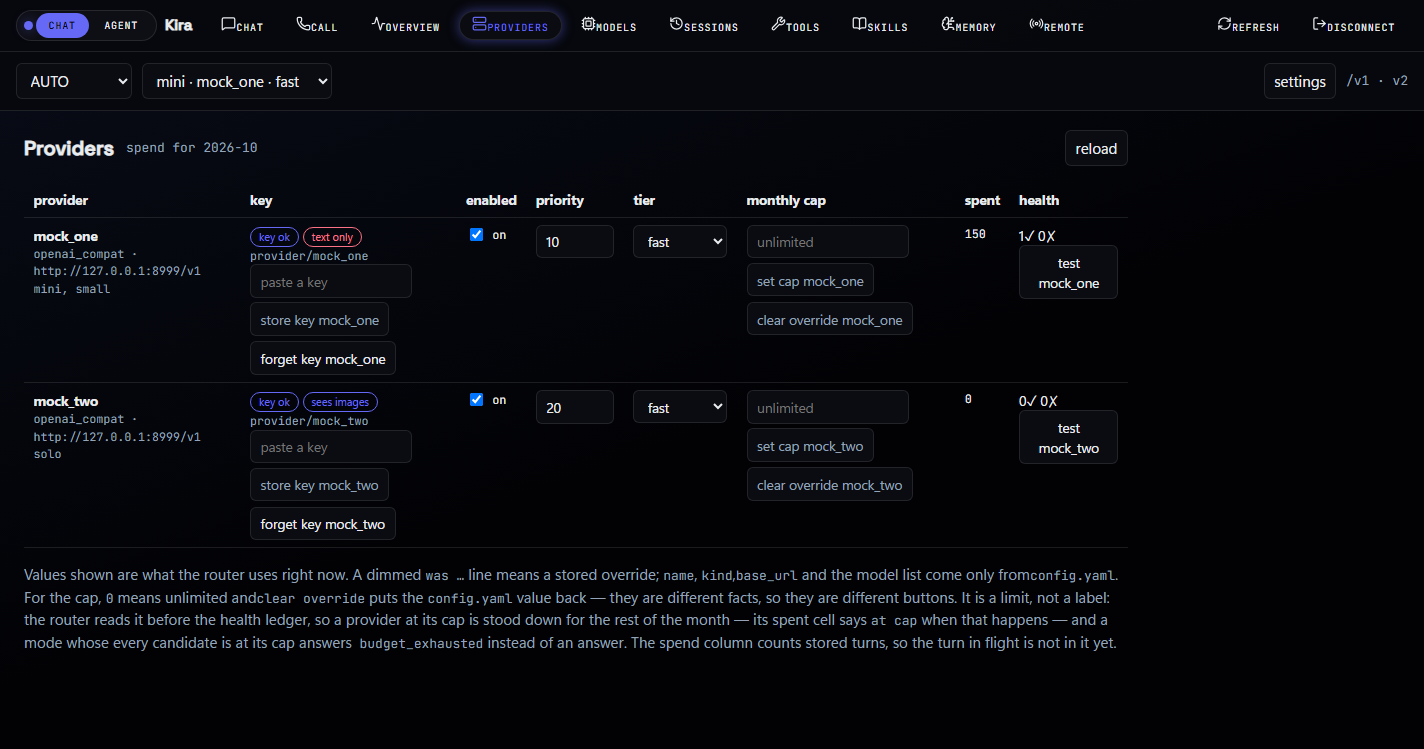 CHAT AGENT Kira CHAT CALL OVERVIEW PROVIDERS MODELS SESSIONS TOOLS SKILLS MEMORY REMOTE REFRESH DISCONNECT
AUTO mini · mock_one · fast settings /v1 · v2
Providers spend for 2026-10 reload
provider key enabled priority tier monthly cap spent health
mock_one
openai_compat ·
http://127.0.0.1:8999/v1
mini, small
key ok text only
provider/mock_one
paste a key
store key mock_one
forget key mock_one
on
10
fast
unlimited
set cap mock_one
clear override mock_one
150
1✓ 0✗
test
mock_one
mock_two
openai_compat ·
http://127.0.0.1:8999/v1
solo
key ok sees images
provider/mock_two
paste a key
store key mock_two
forget key mock_two
on
20
fast
unlimited
set cap mock_two
clear override mock_two
0
0✓ 0✗
test
mock_two
Values shown are what the router uses right now. A dimmed was … line means a stored override; name, kind,base_url and the model list come only fromconfig.yaml.
For the cap, 0 means unlimited andclear override puts the config.yaml value back — they are different facts, so they are different buttons. It is a limit, not a label:
the router reads it before the health ledger, so a provider at its cap is stood down for the rest of the month — its spent cell says at cap when that happens — and a
mode whose every candidate is at its cap answers budget_exhausted instead of an answer. The spend column counts stored turns, so the turn in flight is not in it yet.